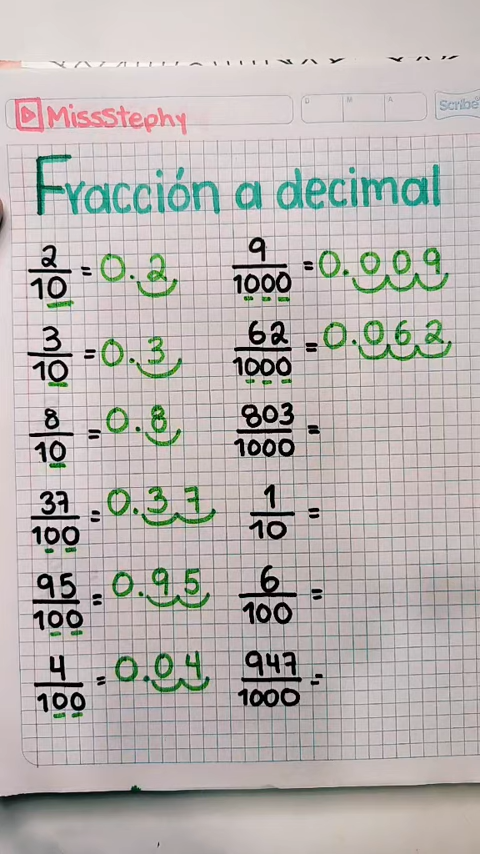 MissStephy
D M A
Scribe
Fracción a decimal
2/10 = 0.2
3/10 = 0.3
8/10 = 0.8
37/100 = 0.37
95/100 = 0.95
4/100 = 0.04
9/1000 = 0.009
62/1000 = 0.062
803/1000 =
1/10 =
6/100 =
947/1000 =